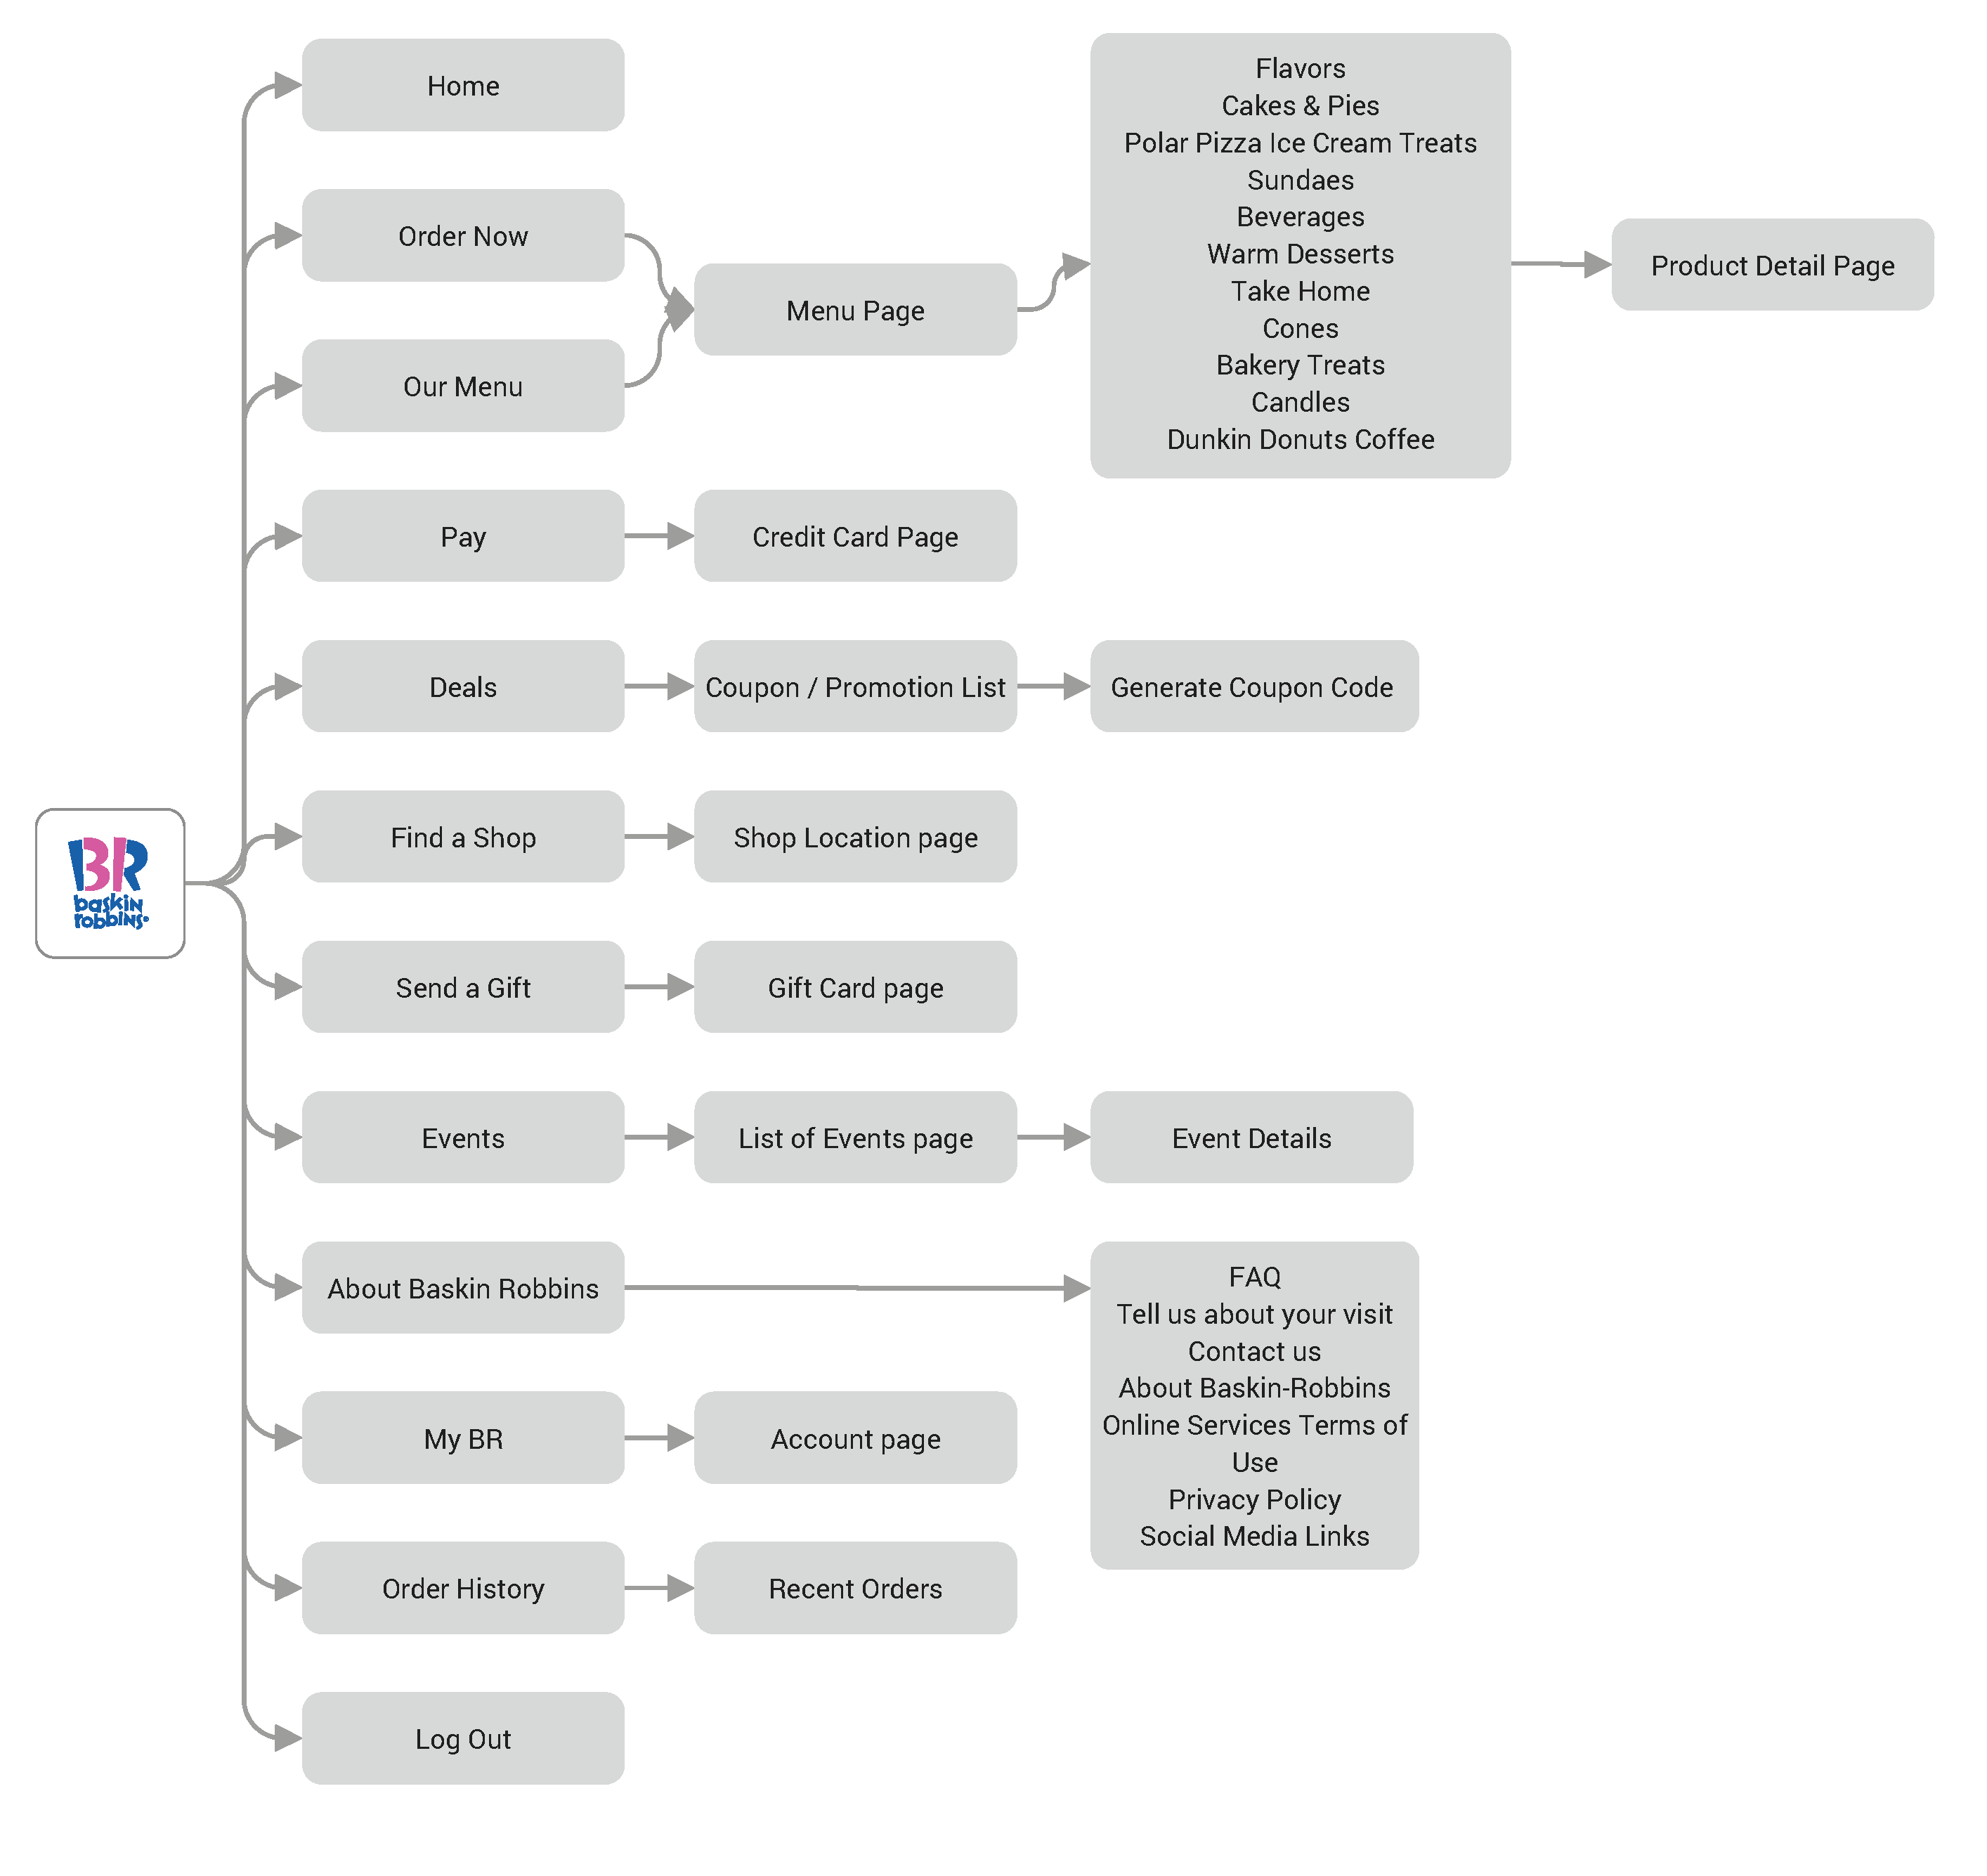 Home
Order Now
Our Menu
Menu Page
Flavors
Cakes & Pies
Polar Pizza Ice Cream Treats
Sundaes
Beverages
Warm Desserts
Take Home
Cones
Bakery Treats
Candles
Dunkin Donuts Coffee
Product Detail Page
Pay
Credit Card Page
Deals
Coupon / Promotion List
Generate Coupon Code
BR
baskin
robbins
Find a Shop
Shop Location page
Send a Gift
Gift Card page
Events
List of Events page
Event Details
About Baskin Robbins
FAQ
Tell us about your visit
Contact us
About Baskin-Robbins
Online Services Terms of
Use
Privacy Policy
Social Media Links
My BR
Account page
Order History
Recent Orders
Log Out